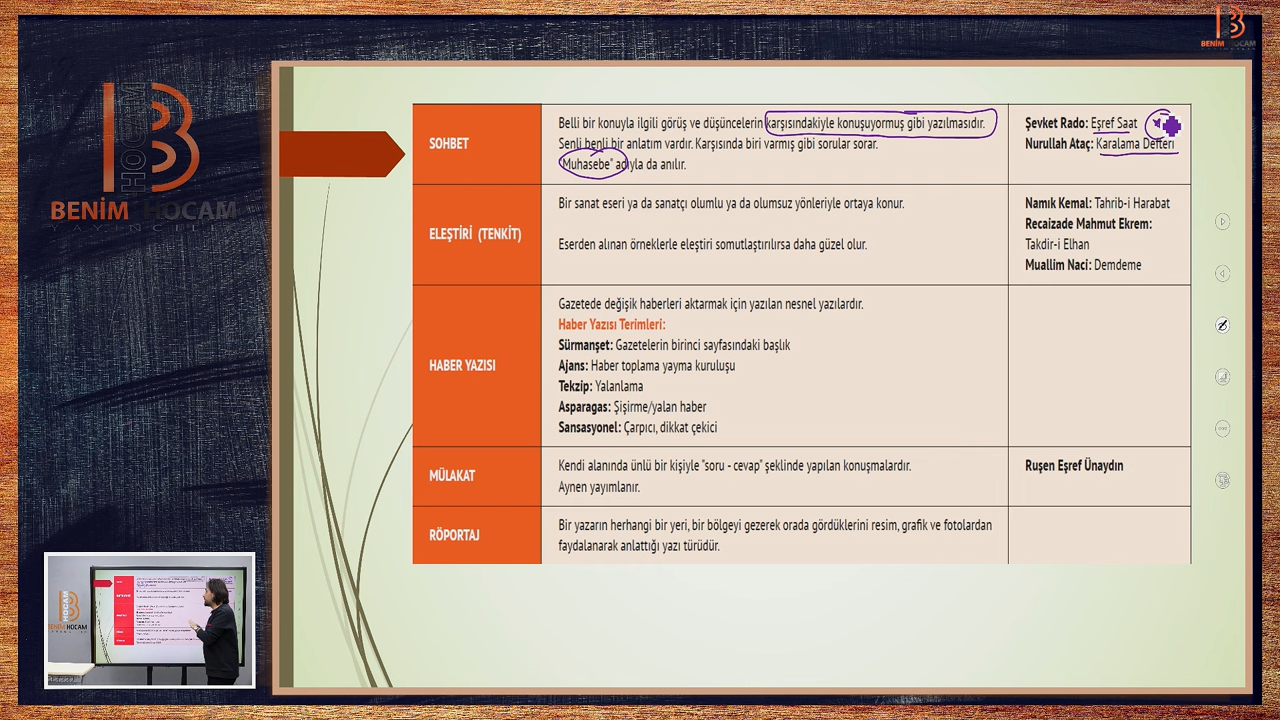 BENİM HOCAM
BENİM HOCAM
YAYINCILIK
SOHBET
Belli bir konuyla ilgili görüş ve düşüncelerin karşısındakiyle konuşuyormuş gibi yazılmasıdır.
Senli benli bir anlatım vardır. Karşısında biri varmış gibi sorular sorar.
"Muhasebe" adıyla da anılır.
Şevket Rado: Eşref Saat
Nurullah Ataç: Karalama Defteri
ELEŞTİRİ (TENKİT)
Bir sanat eseri ya da sanatçı olumlu ya da olumsuz yönleriyle ortaya konur.
Eserden alınan örneklerle eleştiri somutlaştırılırsa daha güzel olur.
Namık Kemal: Tahrib-i Harabat
Recaizade Mahmut Ekrem:
Takdir-i Elhan
Muallim Naci: Demdeme
HABER YAZISI
Gazetede değişik haberleri aktarmak için yazılan nesnel yazılardır.
Haber Yazısı Terimleri:
Sürmanşet: Gazetelerin birinci sayfasındaki başlık
Ajans: Haber toplama yayma kuruluşu
Tekzip: Yalanlama
Asparagas: Şişirme/yalan haber
Sansasyonel: Çarpıcı, dikkat çekici
MÜLAKAT
Kendi alanında ünlü bir kişiyle "soru - cevap" şeklinde yapılan konuşmalardır.
Aynen yayımlanır.
Ruşen Eşref Ünaydın
RÖPORTAJ
Bir yazarın herhangi bir yeri, bir bölgeyi gezerek orada gördüklerini resim, grafik ve fotolardan
faydalanarak anlattığı yazı türüdür.